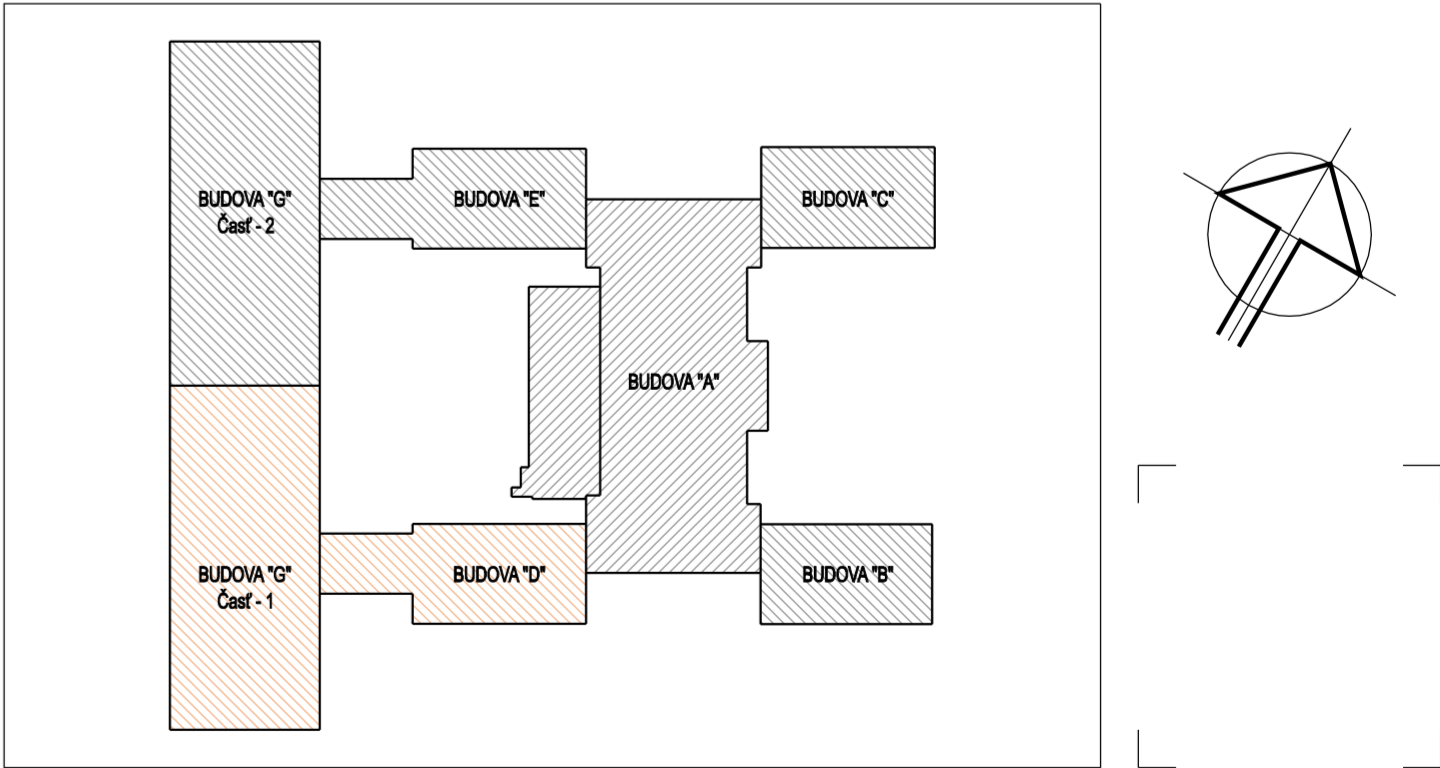 BUDOVA "G"
Časť - 2
BUDOVA "E"
BUDOVA "C"
BUDOVA "A"
BUDOVA "G"
Časť - 1
BUDOVA "D"
BUDOVA "B"